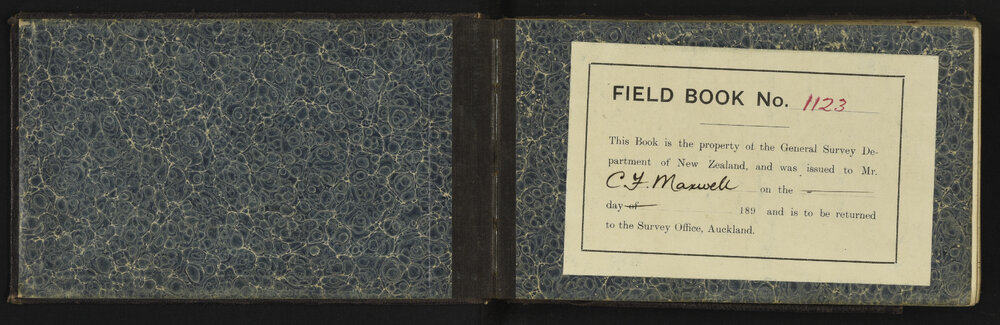 FIELD BOOK No. 1123
This Book is the property of the General Survey De-
partment of New Zealand, and was issued to Mr.
C. F. Maxwell on the
day of 189 and is to be returned
to the Survey Office, Auckland.